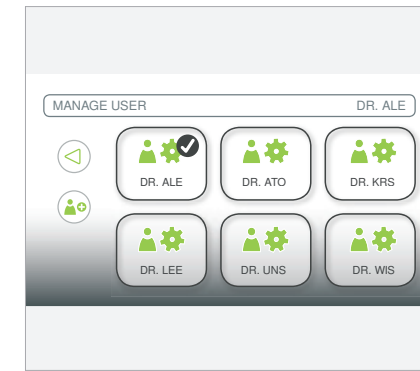 MANAGE USER DR. ALE
DR. ALE DR. ATO DR. KRS
DR. LEE DR. UNS DR. WIS